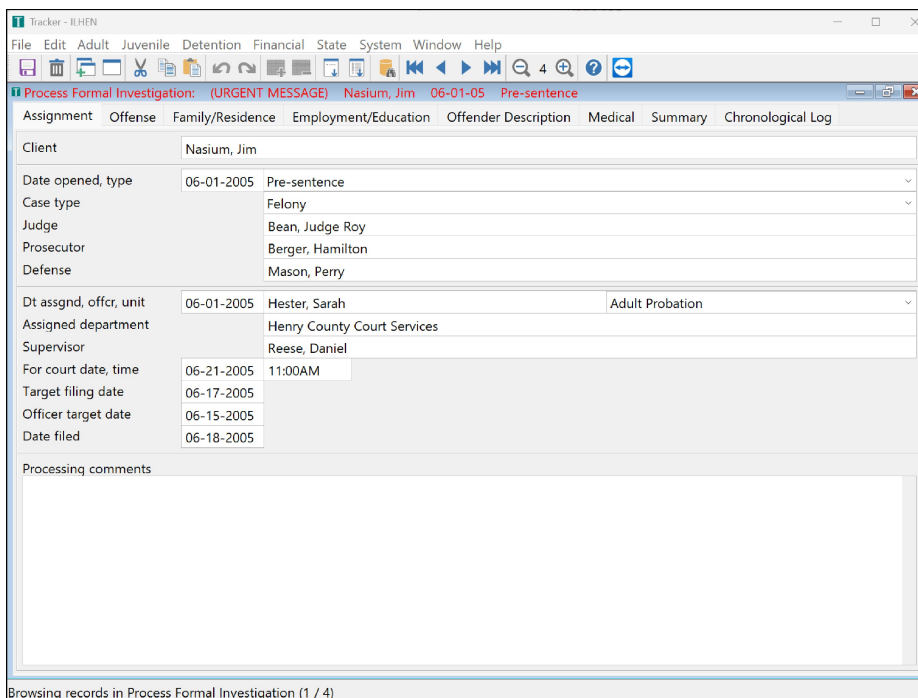 Tracker - ILHEN
File Edit Adult Juvenile Detention Financial State System Window Help
4
Process Formal Investigation: (URGENT MESSAGE) Nasium, Jim 06-01-05 Pre-sentence
Assignment Offense Family/Residence Employment/Education Offender Description Medical Summary Chronological Log
Client Nasium, Jim
Date opened, type 06-01-2005 Pre-sentence
Case type Felony
Judge Bean, Judge Roy
Prosecutor Berger, Hamilton
Defense Mason, Perry
Dt assgnd, offcr, unit 06-01-2005 Hester, Sarah Adult Probation
Assigned department Henry County Court Services
Supervisor Reese, Daniel
For court date, time 06-21-2005 11:00AM
Target filing date 06-17-2005
Officer target date 06-15-2005
Date filed 06-18-2005
Processing comments
Browsing records in Process Formal Investigation (1 / 4)